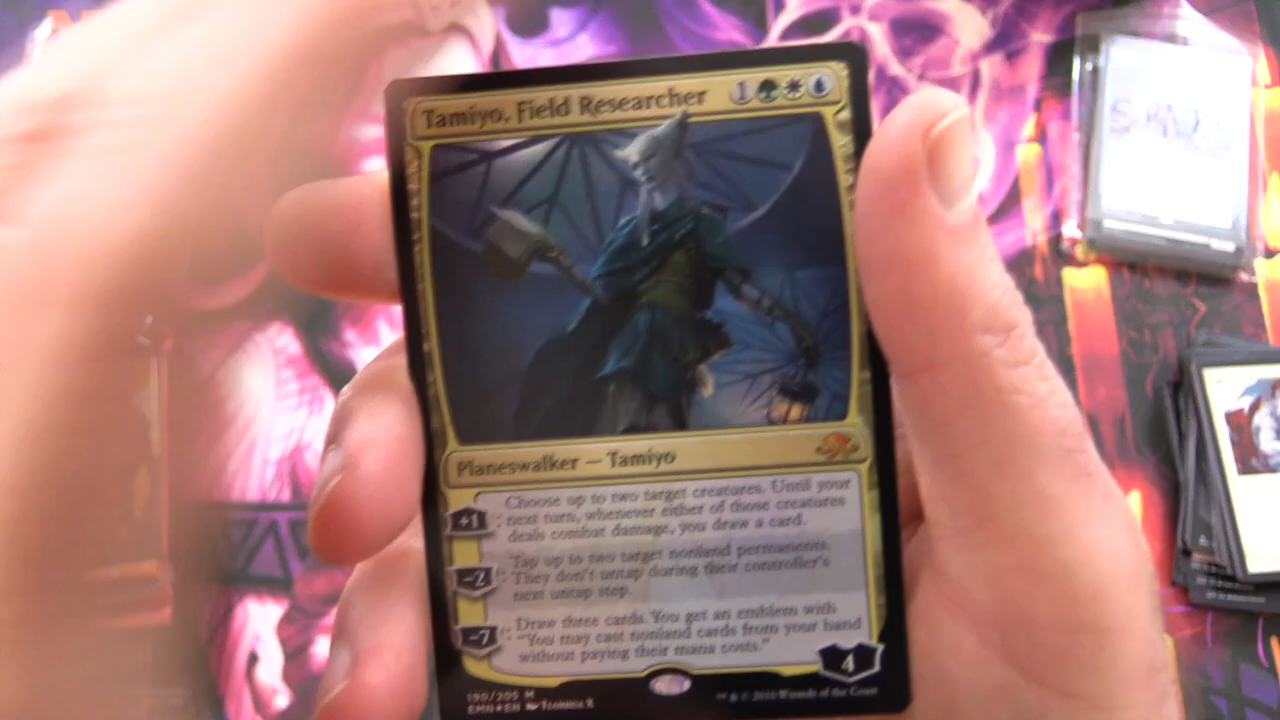 Tamiyo, Field Researcher 1
Planeswalker — Tamiyo
+1: Choose up to two target creatures. Until your
next turn, whenever either of those creatures
deals combat damage, you draw a card.
-2: Tap up to two target nonland permanents.
They don't untap during their controller's
next untap step.
-7: Draw three cards. You get an emblem with
"You may cast nonland cards from your hand
without paying their mana costs."
4
190/205 M
EMN★EN
™ & © 2016 Wizards of the Coast